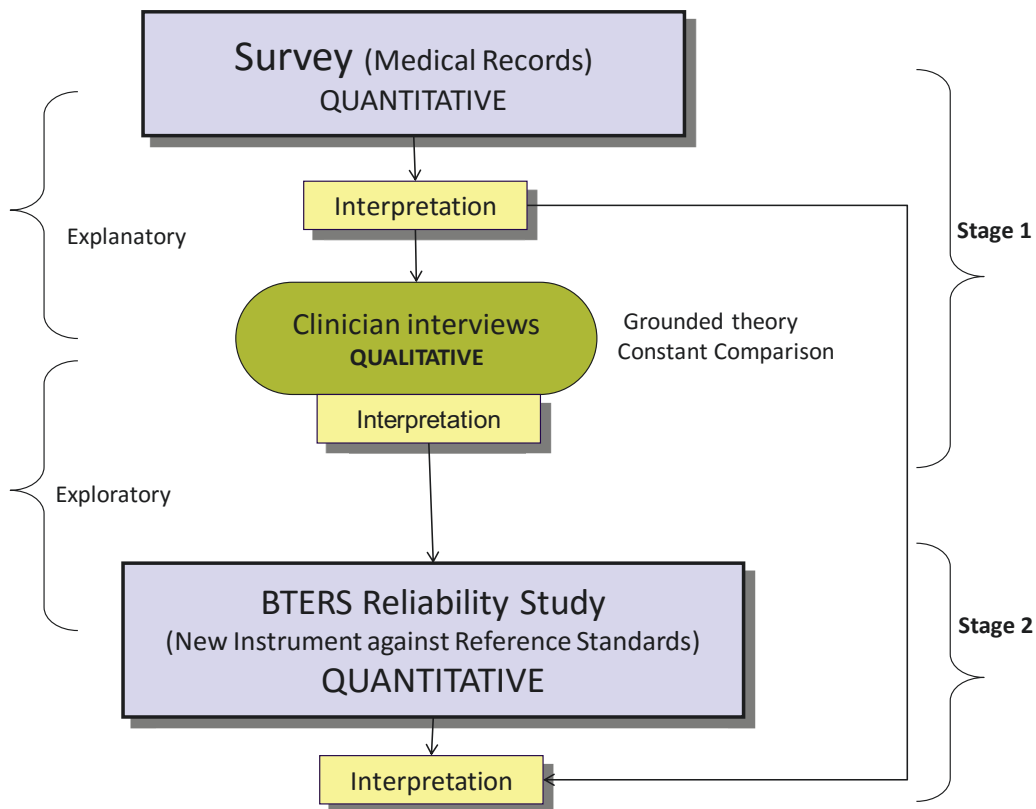 Survey (Medical Records)
QUANTITATIVE
Interpretation
Explanatory
Stage 1
Clinician interviews
QUALITATIVE
Grounded theory
Constant Comparison
Interpretation
Exploratory
BTERS Reliability Study
(New Instrument against Reference Standards)
QUANTITATIVE
Stage 2
Interpretation